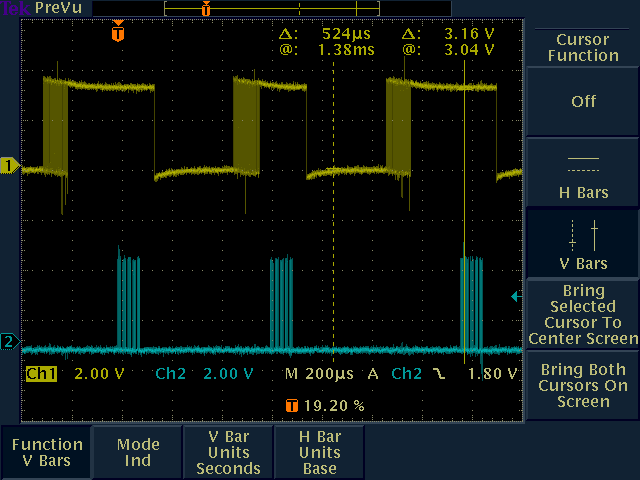 Tek PreVu
T
T
Δ: 524µs Δ: 3.16 V
@: 1.38ms @: 3.04 V
1
2
Ch1 2.00 V Ch2 2.00 V M 200µs A Ch2 1.80 V
T 19.20 %
Cursor
Function
Off
H Bars
V Bars
Bring
Selected
Cursor To
Center Screen
Bring Both
Cursors On
Screen
Function
V Bars
Mode
Ind
V Bar
Units
Seconds
H Bar
Units
Base